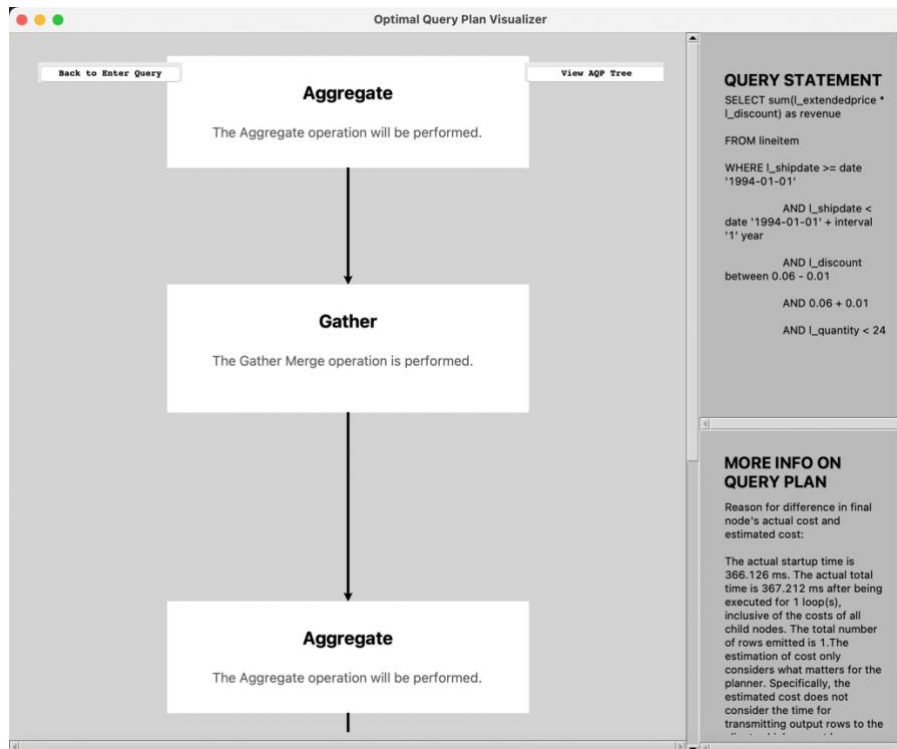 Optimal Query Plan Visualizer
Back to Enter Query
View AQP Tree
Aggregate
The Aggregate operation will be performed.
Gather
The Gather Merge operation is performed.
Aggregate
The Aggregate operation will be performed.
QUERY STATEMENT
SELECT sum(l_extendedprice *
l_discount) as revenue
FROM lineitem
WHERE l_shipdate >= date
'1994-01-01'
AND l_shipdate <
date '1994-01-01' + interval
'1' year
AND l_discount
between 0.06 - 0.01
AND 0.06 + 0.01
AND l_quantity < 24
MORE INFO ON
QUERY PLAN
Reason for difference in final
node's actual cost and
estimated cost:
The actual startup time is
366.126 ms. The actual total
time is 367.212 ms after being
executed for 1 loop(s),
inclusive of the costs of all
child nodes. The total number
of rows emitted is 1.The
estimation of cost only
considers what matters for the
planner. Specifically, the
estimated cost does not
consider the time for
transmitting output rows to the